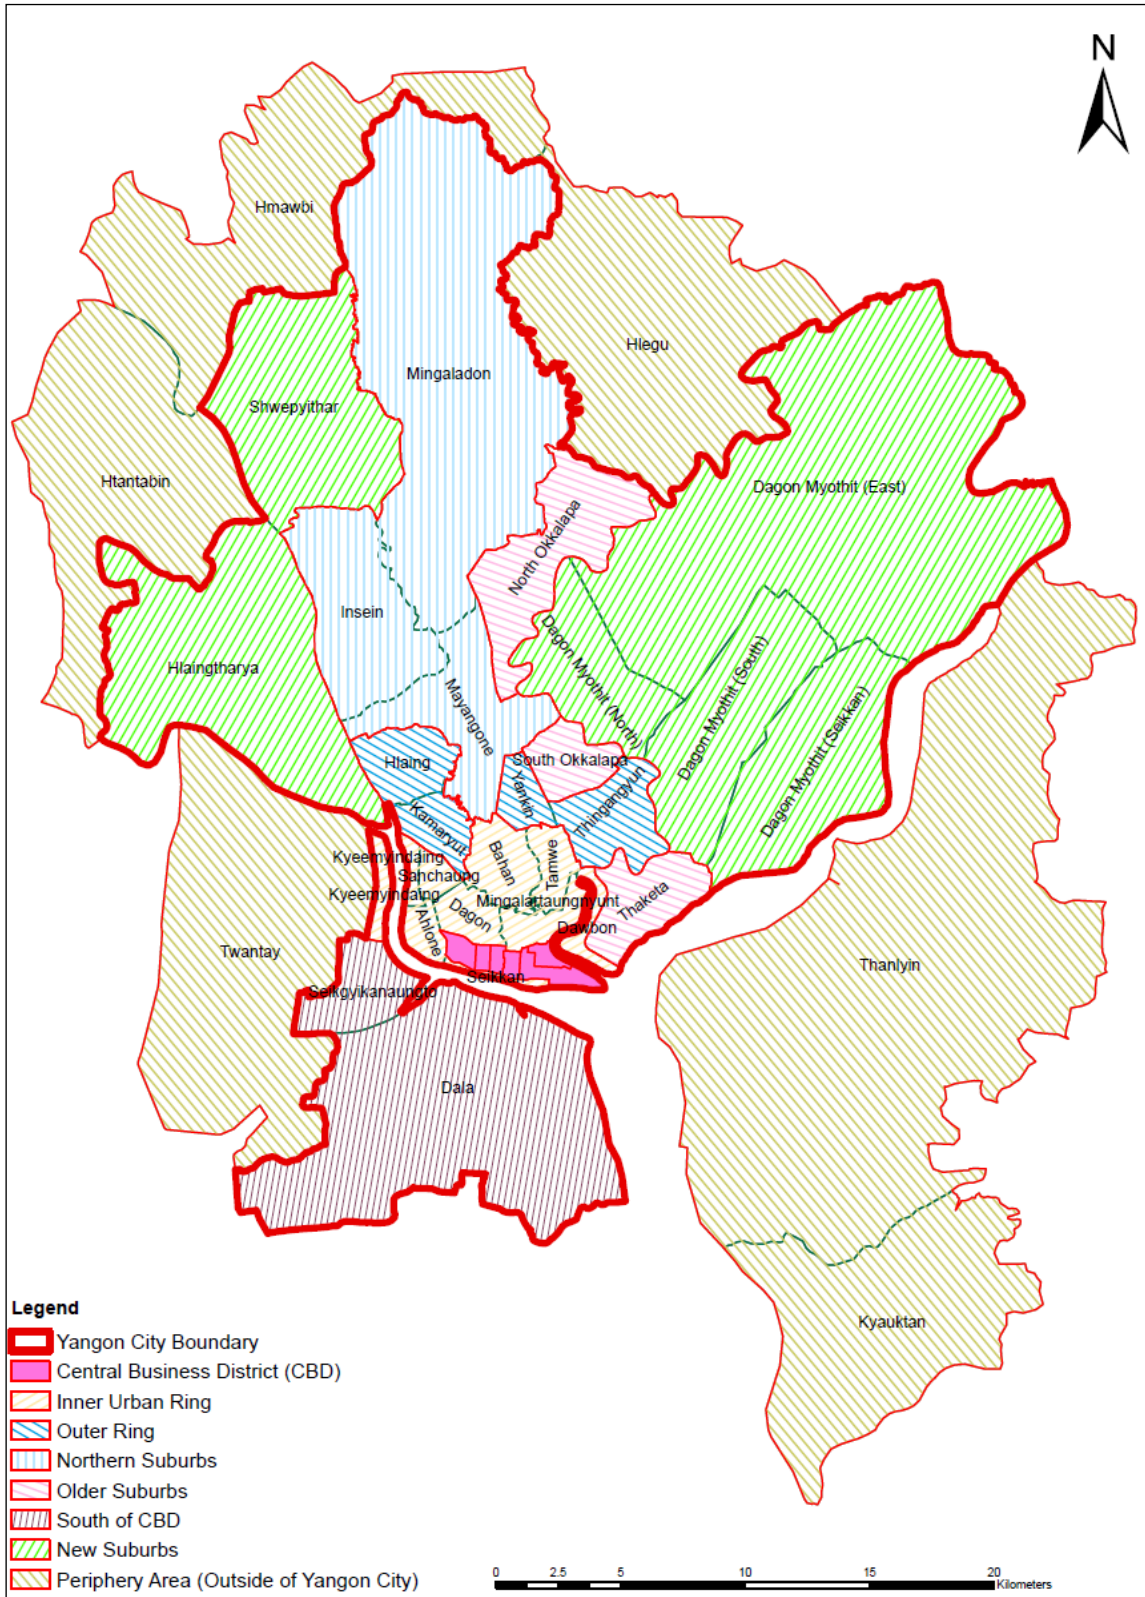 N
Hmawbi
Hlegu
Mingaladon
Shwepyithar
Htantabin
Dagon Myothit (East)
North Okkalapa
Insein
Dagon Myothit (North)
Dagon Myothit (South)
Hlaingtharya
Mayangone
Dagon Myothit (Seikkan)
Hlaing
South Okkalapa
Yankin
Thingangyun
Kamaryut
Kyeemyindaing
Bahan
Tamwe
Sanchaung
Kyeemyindaing
Mingalartaungnyunt
Thaketa
Dagon
Ahlone
Dawbon
Twantay
Seikkan
Thanlyin
Seikgyikanaungto
Dala
Kyauktan
Legend
Yangon City Boundary
Central Business District (CBD)
Inner Urban Ring
Outer Ring
Northern Suburbs
Older Suburbs
South of CBD
New Suburbs
Periphery Area (Outside of Yangon City)
0 2.5 5 10 15 20
Kilometers